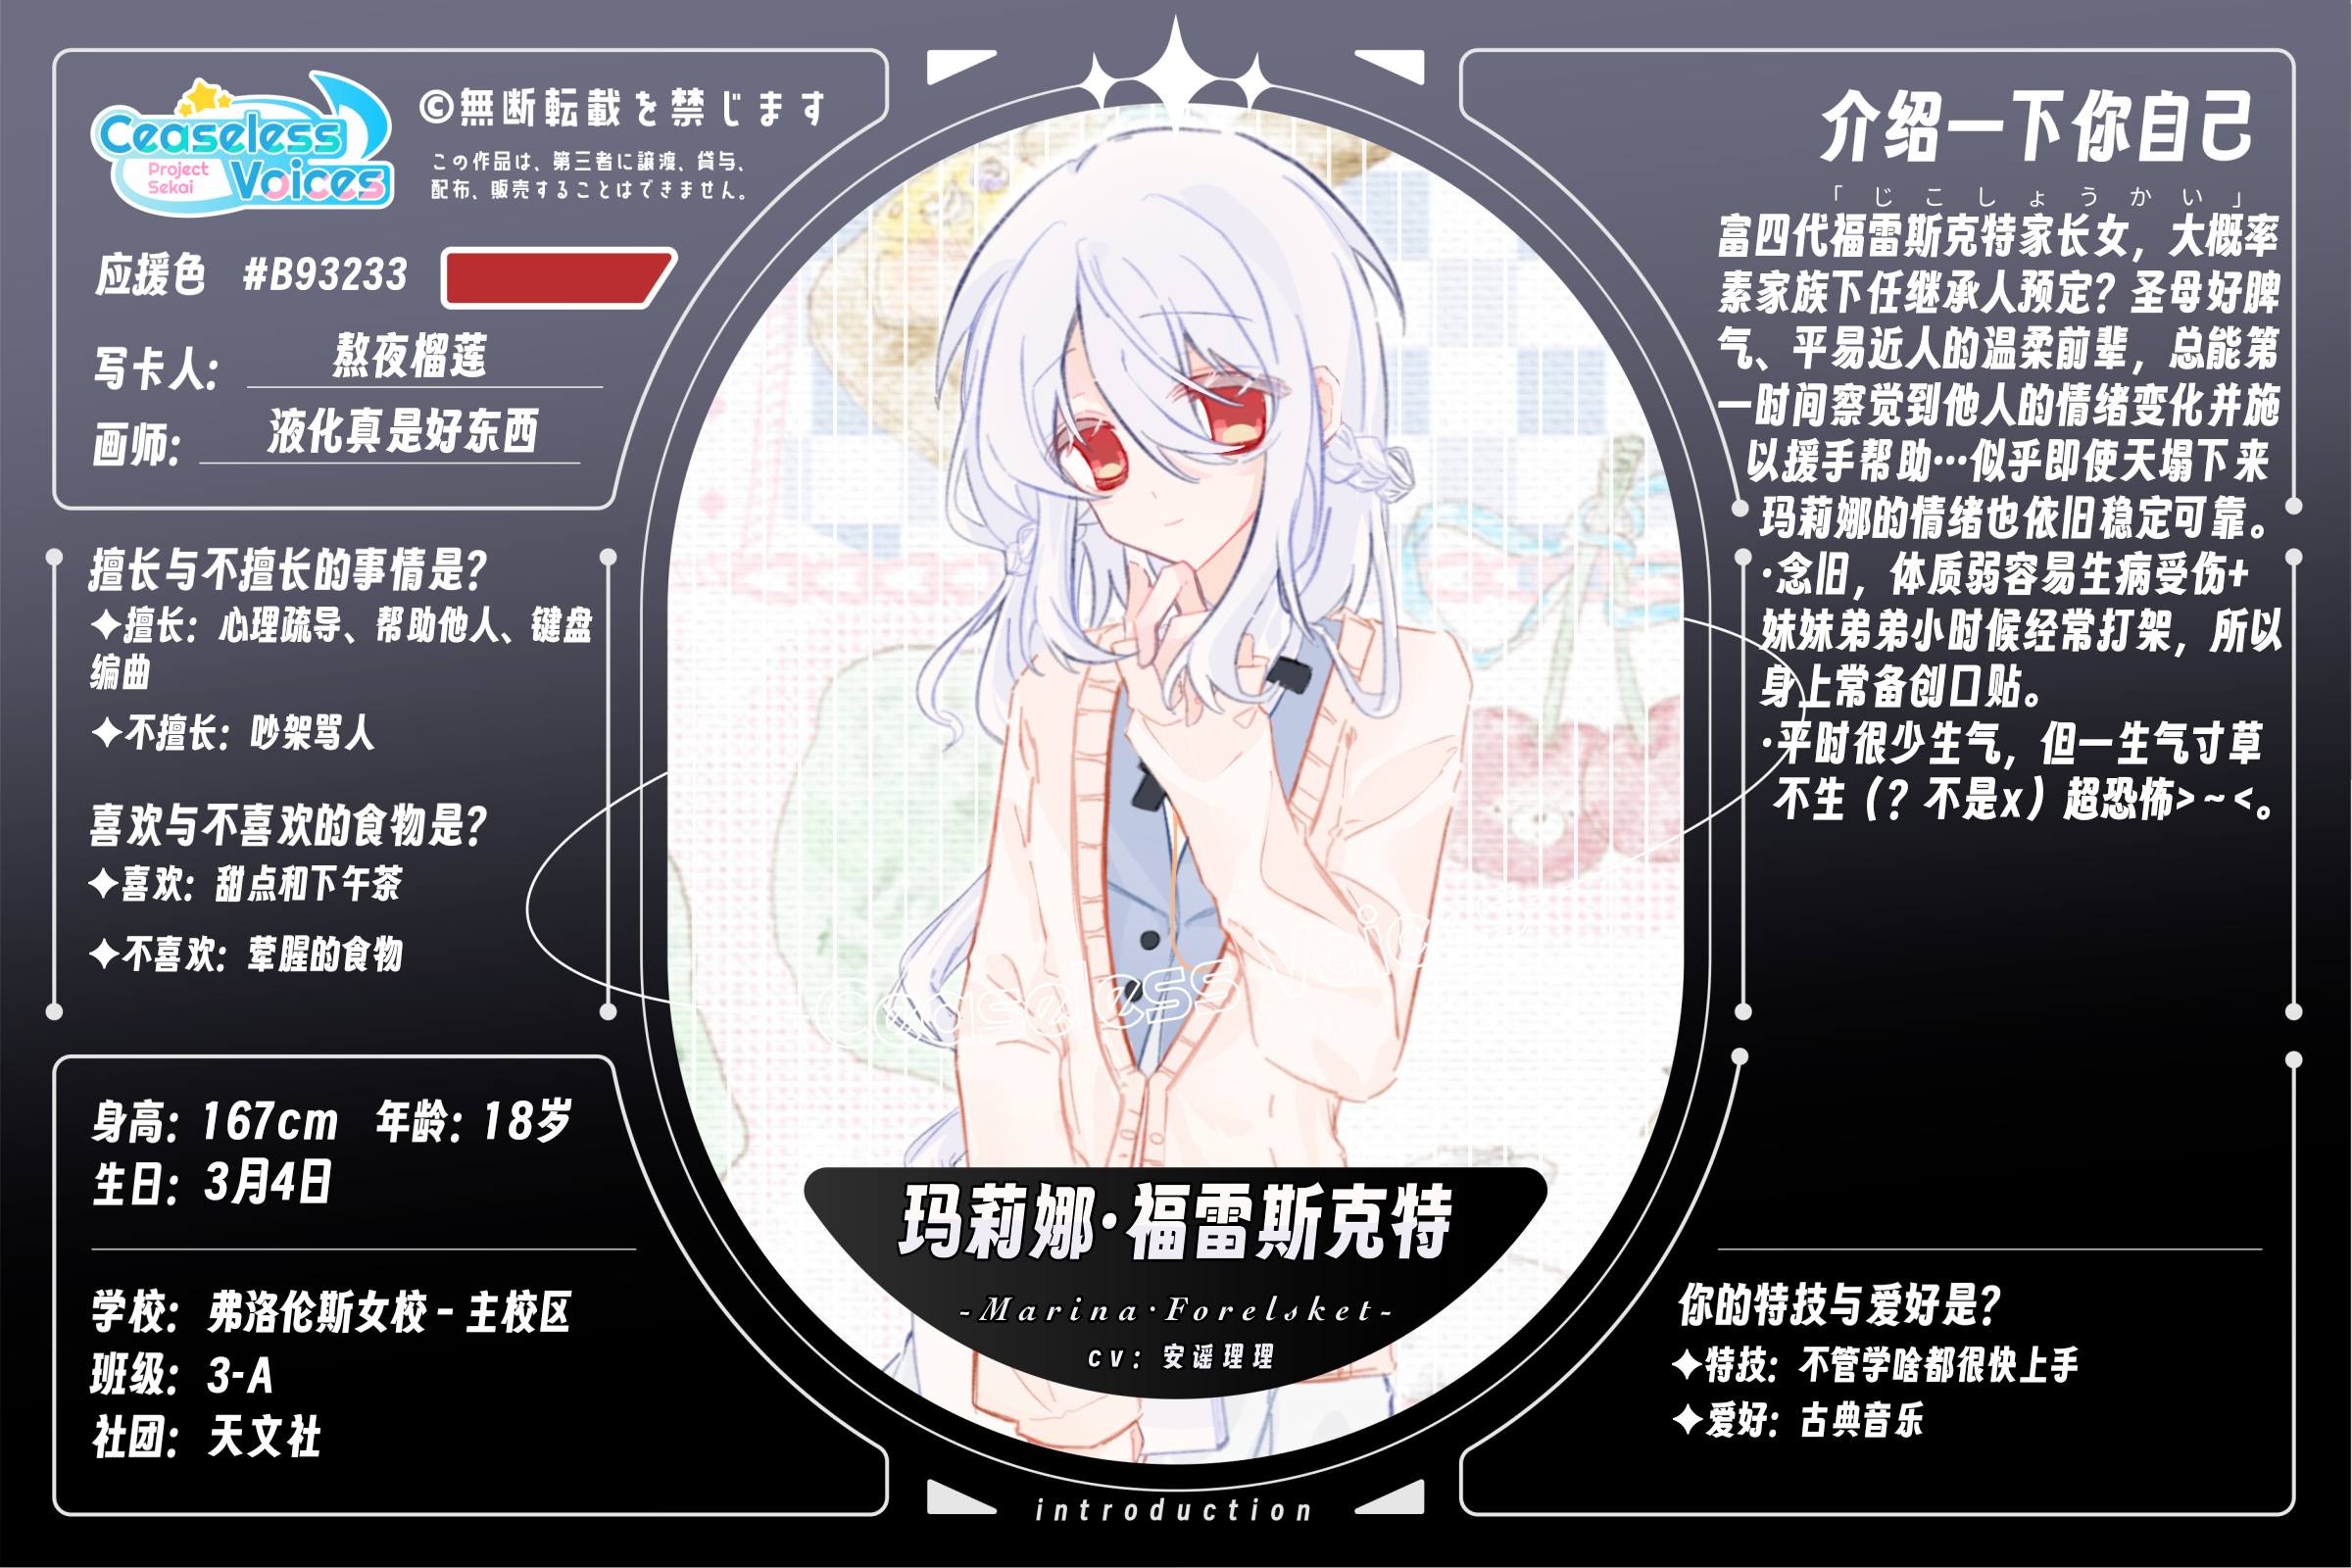 Ceaseless
Project
Sekai
Voices
©無断転載を禁じます
この作品は、第三者に譲渡、貸与、
配布、販売することはできません。
应援色 #B93233
写卡人: 熬夜榴莲
画师: 液化真是好东西
擅长与不擅长的事情是?
✦擅长: 心理疏导、帮助他人、键盘
编曲
✦不擅长: 吵架骂人
喜欢与不喜欢的食物是?
✦喜欢: 甜点和下午茶
✦不喜欢: 荤腥的食物
身高: 167cm 年龄: 18岁
生日: 3月4日
学校: 弗洛伦斯女校 - 主校区
班级: 3-A
社团: 天文社
Ceaseless Voices
玛莉娜·福雷斯克特
-Marina·Forelsket-
cv: 安谣理理
introduction
介绍一下你自己
「じこしょうかい」
富四代福雷斯克特家长女，大概率
素家族下任继承人预定? 圣母好脾
气、平易近人的温柔前辈，总能第
一时间察觉到他人的情绪变化并施
以援手帮助…似乎即使天塌下来
玛莉娜的情绪也依旧稳定可靠。
·念旧，体质弱容易生病受伤+
妹妹弟弟小时候经常打架，所以
身上常备创口贴。
·平时很少生气，但一生气寸草
不生（? 不是x）超恐怖>~<。
你的特技与爱好是?
✦特技: 不管学啥都很快上手
✦爱好: 古典音乐